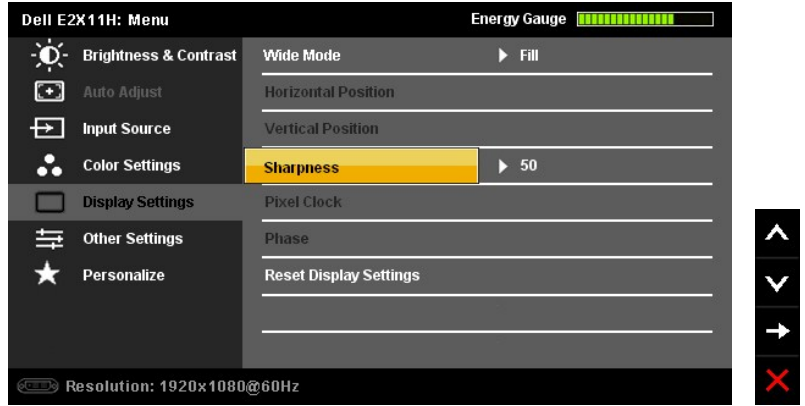 Dell E2X11H: Menu Energy Gauge
Brightness & Contrast Wide Mode Fill
Auto Adjust Horizontal Position
Input Source Vertical Position
Color Settings Sharpness 50
Display Settings Pixel Clock
Other Settings Phase
Personalize Reset Display Settings
Resolution: 1920x1080@60Hz